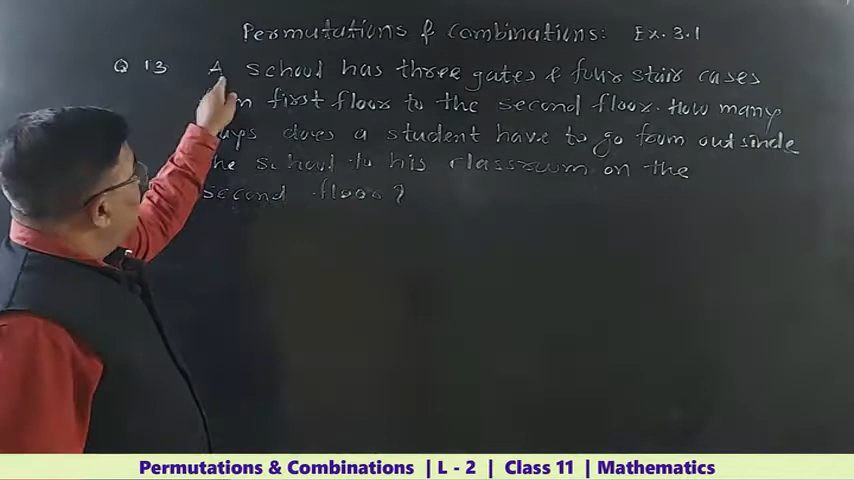 Permutations & Combinations: Ex. 3.1
Q 13 A school has three gates & four stair cases
m first floor to the second floor. How many
ays does a student have to go from outside
he school to his classroom on the
second floor?
Permutations & Combinations | L - 2 | Class 11 | Mathematics